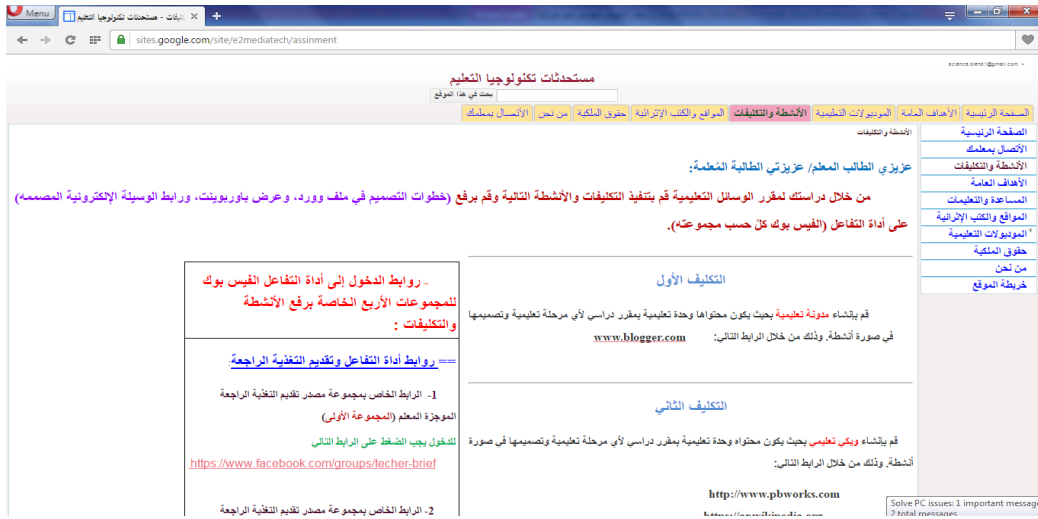 Menu
كليفات - مستحدثات تكنولوجيا التعليم
sites.google.com/site/e2mediatech/assinment
مستحدثات تكنولوجيا التعليم
بحث في هذا الموقع
الصفحة الرئيسية الأهداف العامة الموديولات التعليمية الأنشطة والتكليفات المواقع والكتب الإثرائية حقوق الملكية من نحن الأتصال بمعلمك
الصفحة الرئيسية
الأتصال بمعلمك
الأنشطة والتكليفات
الأهداف العامة
المساعدة والتعليمات
المواقع والكتب الإثرائية
الموديولات التعليمية
حقوق الملكية
من نحن
خريطة الموقع
الأنشطة والتكليفات
عزيزي الطالب المعلم/ عزيزتي الطالبة المُعلمة:
من خلال دراستك لمقرر الوسائل التعليمية قم بتنفيذ التكليفات والأنشطة التالية وقم برفع (خطوات التصميم في ملف وورد، وعرض باوربوينت، ورابط الوسيلة الإلكترونية المصممه)
على أداة التفاعل (الفيس بوك كلٌ حسب مجموعته).
التكليف الأول
قم بإنشاء مدونة تعليمية بحيث يكون محتواها وحدة تعليمية بمقرر دراسي لأي مرحلة تعليمية وتصميمها
في صورة أنشطة. وذلك من خلال الرابط التالي: www.blogger.com
التكليف الثاني
قم بإنشاء ويكي تعليمي بحيث يكون محتواه وحدة تعليمية بمقرر دراسي لأي مرحلة تعليمية وتصميمها في صورة
أنشطة. وذلك من خلال الرابط التالي:
http://www.pbworks.com
- روابط الدخول إلى أداة التفاعل الفيس بوك
للمجموعات الأربع الخاصة برفع الأنشطة
والتكليفات :
== روابط أداة التفاعل وتقديم التغذية الراجعة:
1- الرابط الخاص بمجموعة مصدر تقديم التغذية الراجعة
الموجزة المعلم (المجموعة الأولى)
للدخول يجب الضغط على الرابط التالي
https://www.facebook.com/groups/techer-brief
2- الرابط الخاص بمجموعة مصدر تقديم التغذية الراجعة
Solve PC issues: 1 important message
2 total messages